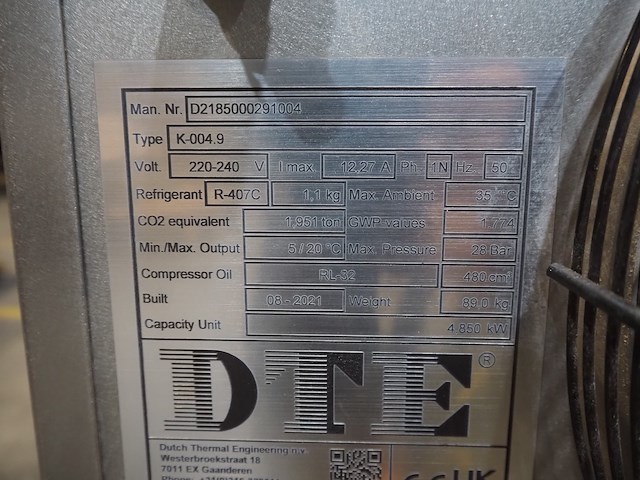 Man. Nr. D2185000291004
Type K-004.9
Volt. 220-240 V I max 12,27 A Ph 1N Hz 50
Refrigerant R-407C 1,1 kg Max. Ambient 35 °C
CO2 equivalent 1,951 ton GWP-values 1.774
Min./Max. Output 5 / 20 °C Max. Pressure 28 Bar
Compressor Oil RL-32 480 cm³
Built 08 - 2021 Weight 89,0 kg
Capacity Unit 4.850 kW
DTE®
Dutch Thermal Engineering n.v.
Westerbroekstraat 18
7011 EX Gaanderen